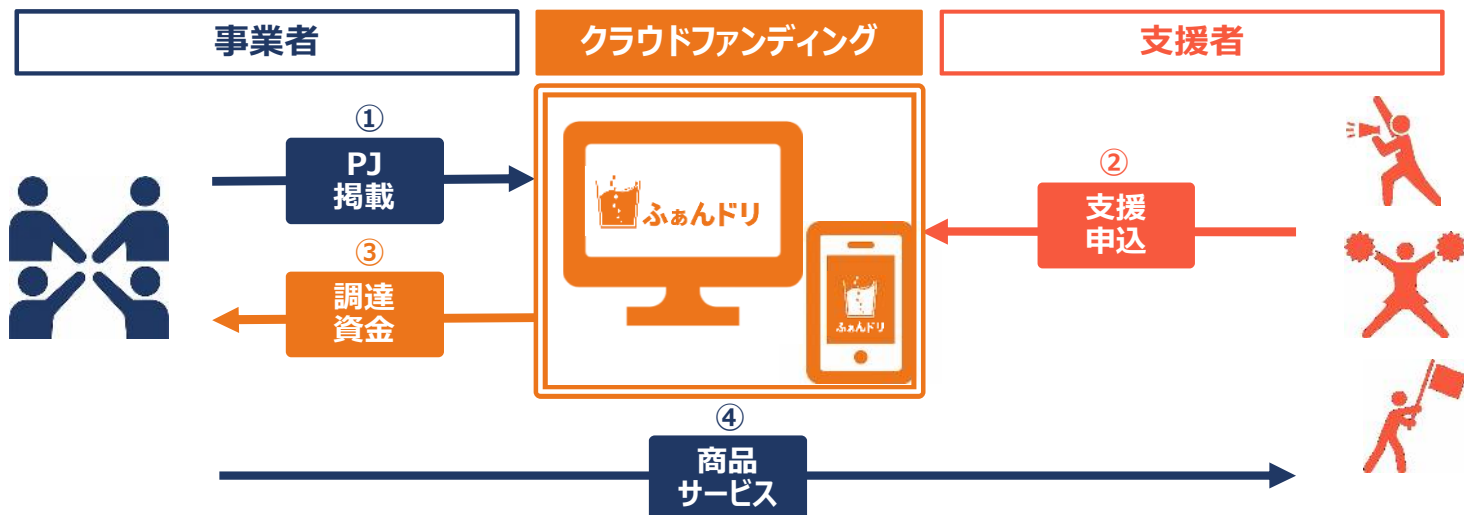 事業者
クラウドファンディング
支援者
①
PJ
掲載
②
支援
申込
ふぁんドリ
③
調達
資金
ふぁんドリ
④
商品
サービス